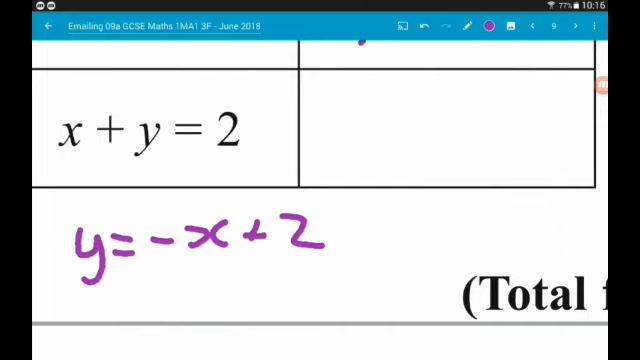 77% 10:16
Emailing 09a GCSE Maths 1MA1 3F - June 2018
9
x + y = 2
y = -x + 2
(Total